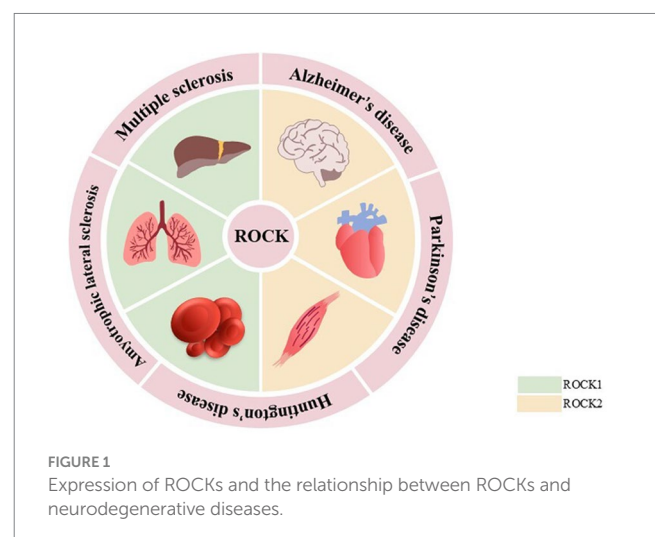 Multiple sclerosis
Alzheimer's disease
Amyotrophic lateral sclerosis
ROCK
Parkinson's disease
Huntington's disease
ROCK1
ROCK2
FIGURE 1
Expression of ROCKs and the relationship between ROCKs and
neurodegenerative diseases.